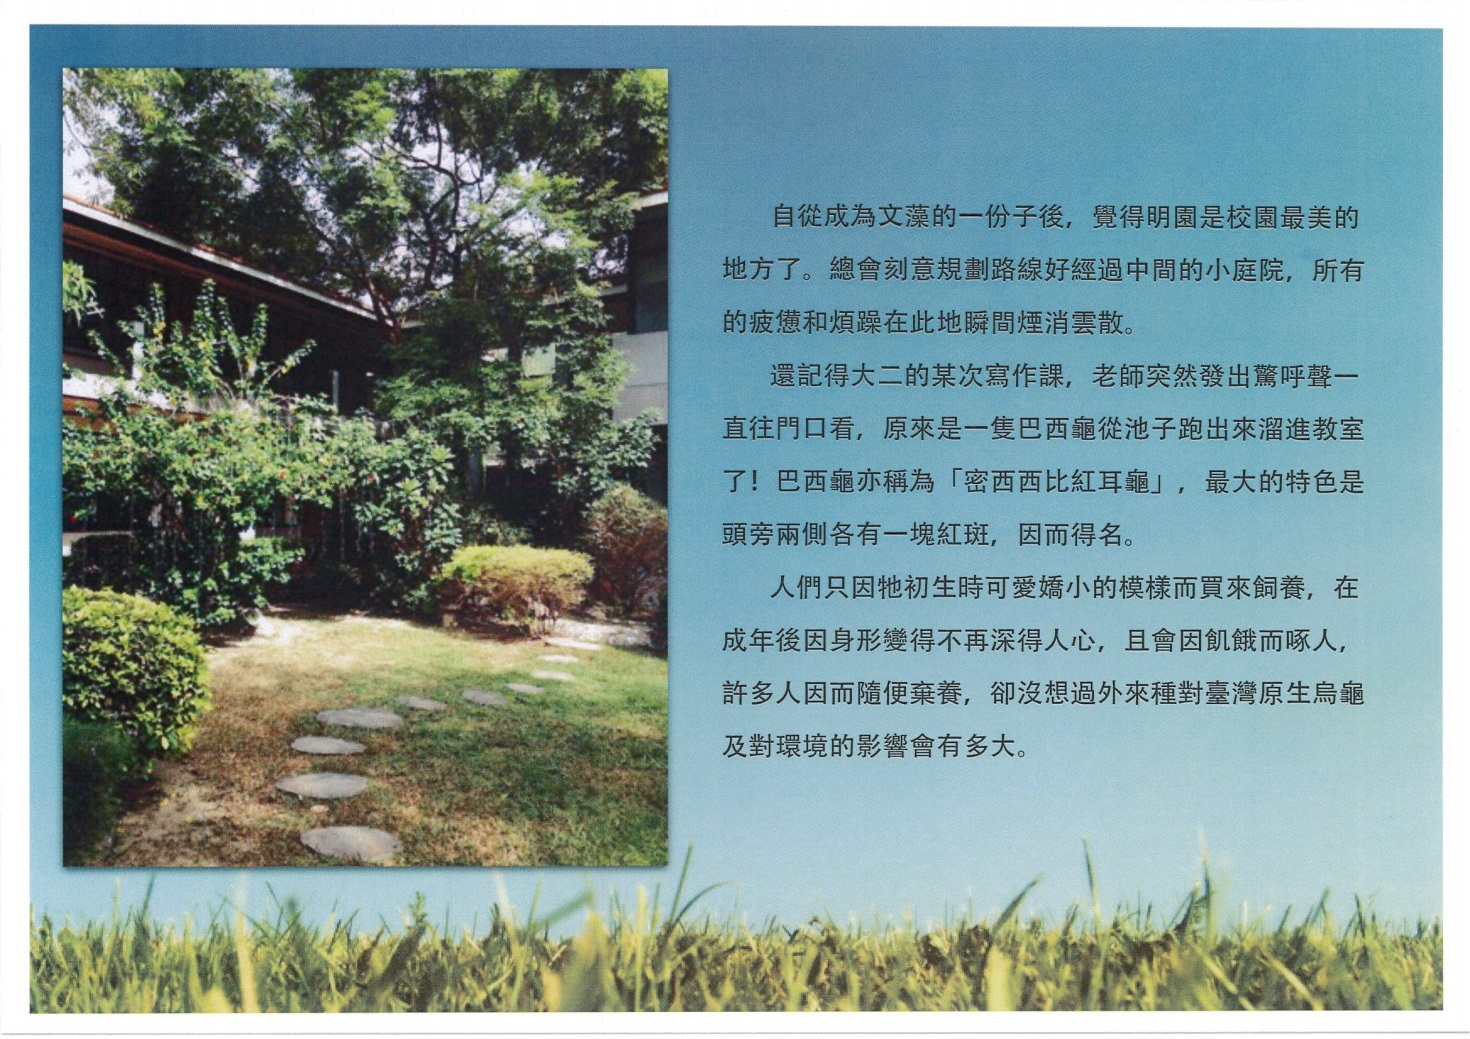 自從成為文藻的一份子後，覺得明園是校園最美的
地方了。總會刻意規劃路線好經過中間的小庭院，所有
的疲憊和煩躁在此地瞬間煙消雲散。
還記得大二的某次寫作課，老師突然發出驚呼聲一
直往門口看，原來是一隻巴西龜從池子跑出來溜進教室
了！巴西龜亦稱為「密西西比紅耳龜」，最大的特色是
頭旁兩側各有一塊紅斑，因而得名。
人們只因牠初生時可愛嬌小的模樣而買來飼養，在
成年後因身形變得不再深得人心，且會因飢餓而啄人，
許多人因而隨便棄養，卻沒想過外來種對臺灣原生烏龜
及對環境的影響會有多大。